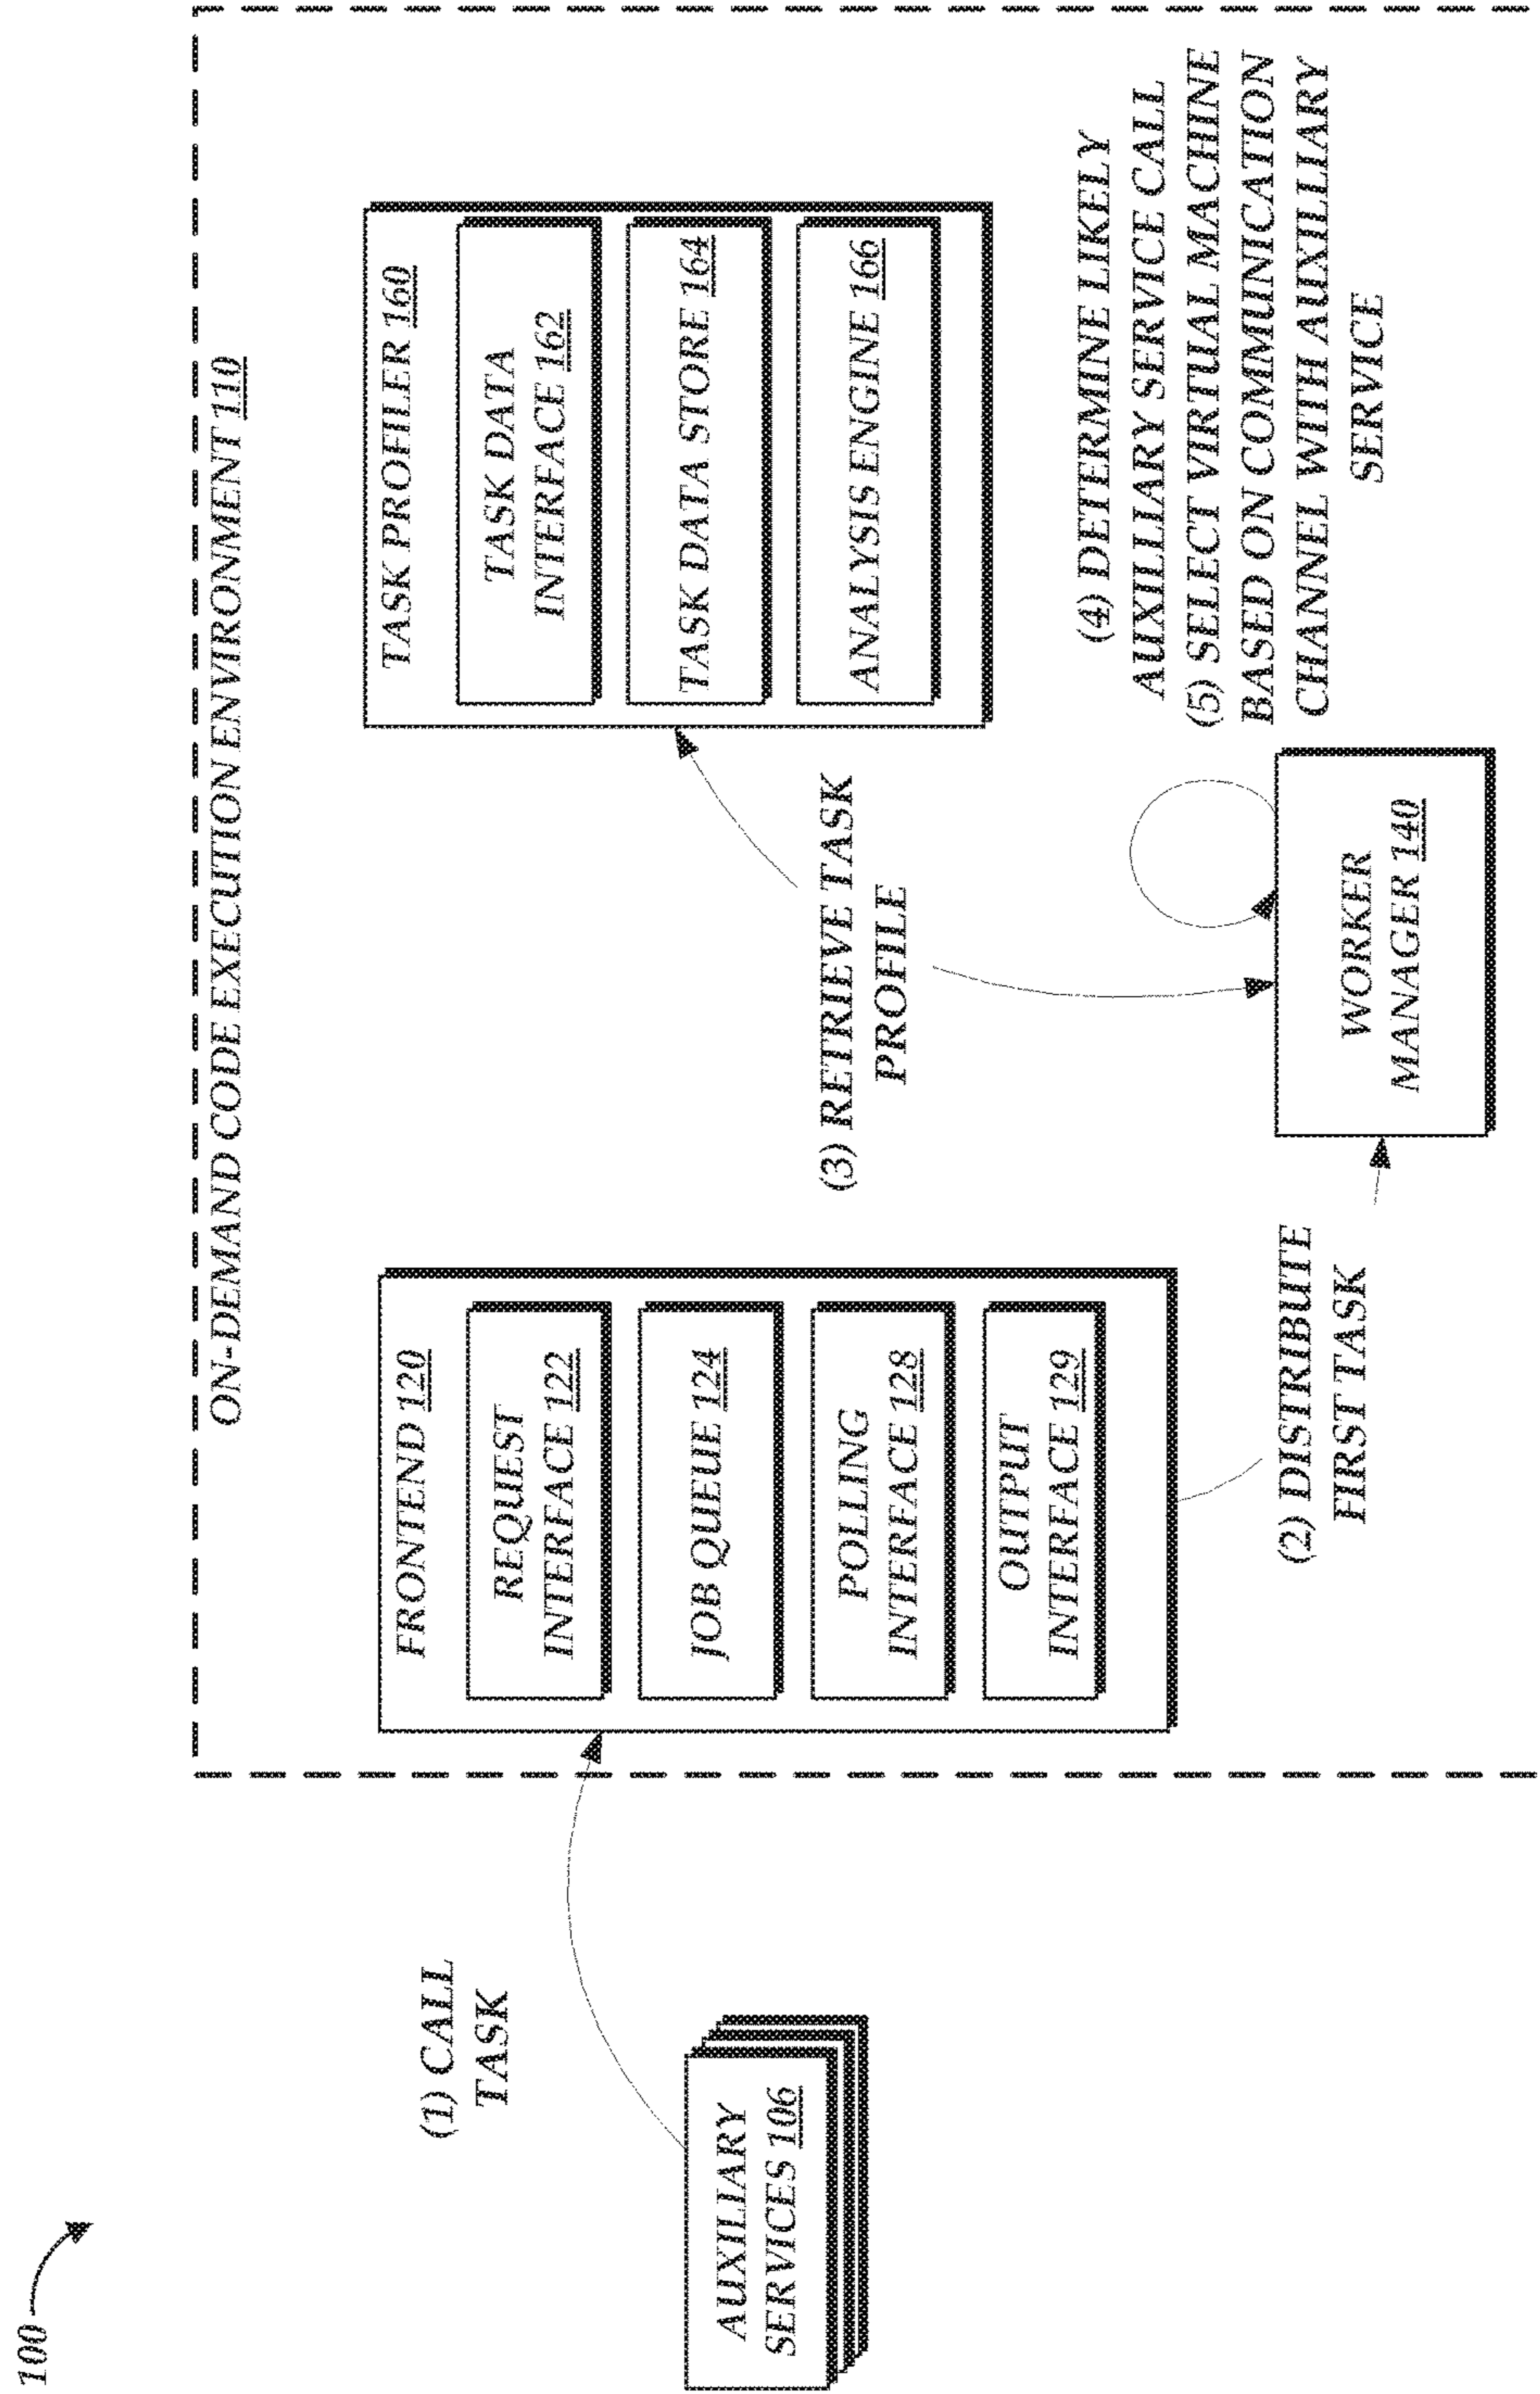 100
ON-DEMAND CODE EXECUTION ENVIRONMENT 110
(1) CALL
TASK
AUXILIARY
SERVICES 106
FRONTEND 120
REQUEST
INTERFACE 122
JOB QUEUE 124
POLLING
INTERFACE 128
OUTPUT
INTERFACE 129
(2) DISTRIBUTE
FIRST TASK
(3) RETRIEVE TASK
PROFILE
WORKER
MANAGER 140
TASK PROFILER 160
TASK DATA
INTERFACE 162
TASK DATA STORE 164
ANALYSIS ENGINE 166
(4) DETERMINE LIKELY
AUXILLIARY SERVICE CALL
(5) SELECT VIRTUAL MACHINE
BASED ON COMMUNICATION
CHANNEL WITH AUXILLIARY
SERVICE